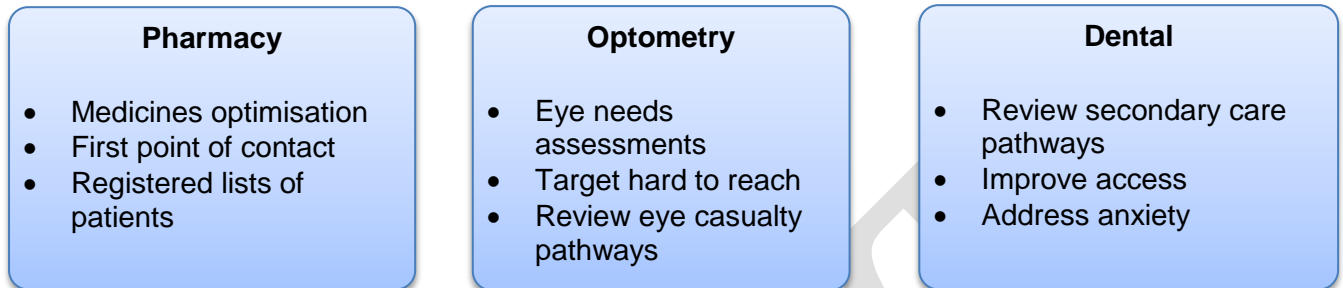 Pharmacy
• Medicines optimisation
• First point of contact
• Registered lists of
patients
Optometry
• Eye needs
assessments
• Target hard to reach
• Review eye casualty
pathways
Dental
• Review secondary care
pathways
• Improve access
• Address anxiety